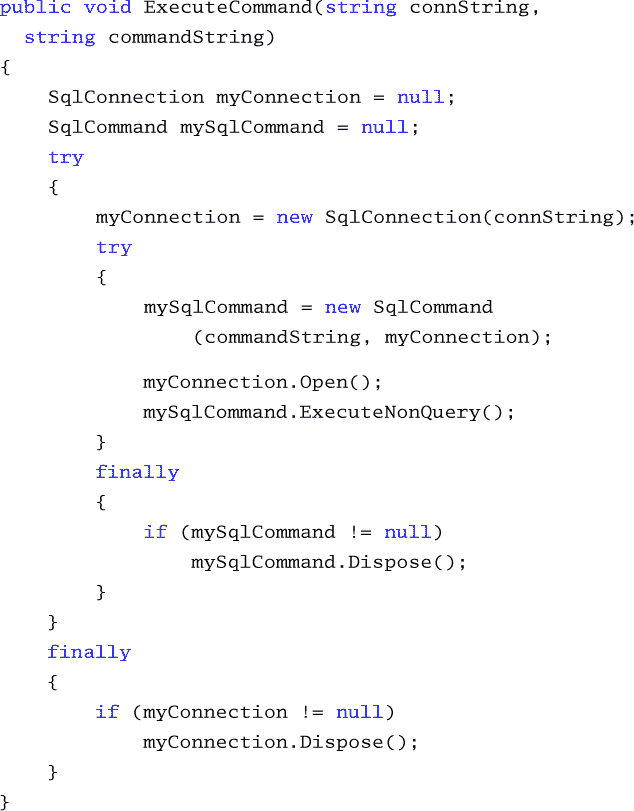 public void ExecuteCommand(string connString,
  string commandString)
{
    SqlConnection myConnection = null;
    SqlCommand mySqlCommand = null;
    try
    {
        myConnection = new SqlConnection(connString);
        try
        {
            mySqlCommand = new SqlCommand
                (commandString, myConnection);
            myConnection.Open();
            mySqlCommand.ExecuteNonQuery();
        }
        finally
        {
            if (mySqlCommand != null)
                mySqlCommand.Dispose();
        }
    }
    finally
    {
        if (myConnection != null)
            myConnection.Dispose();
    }
}